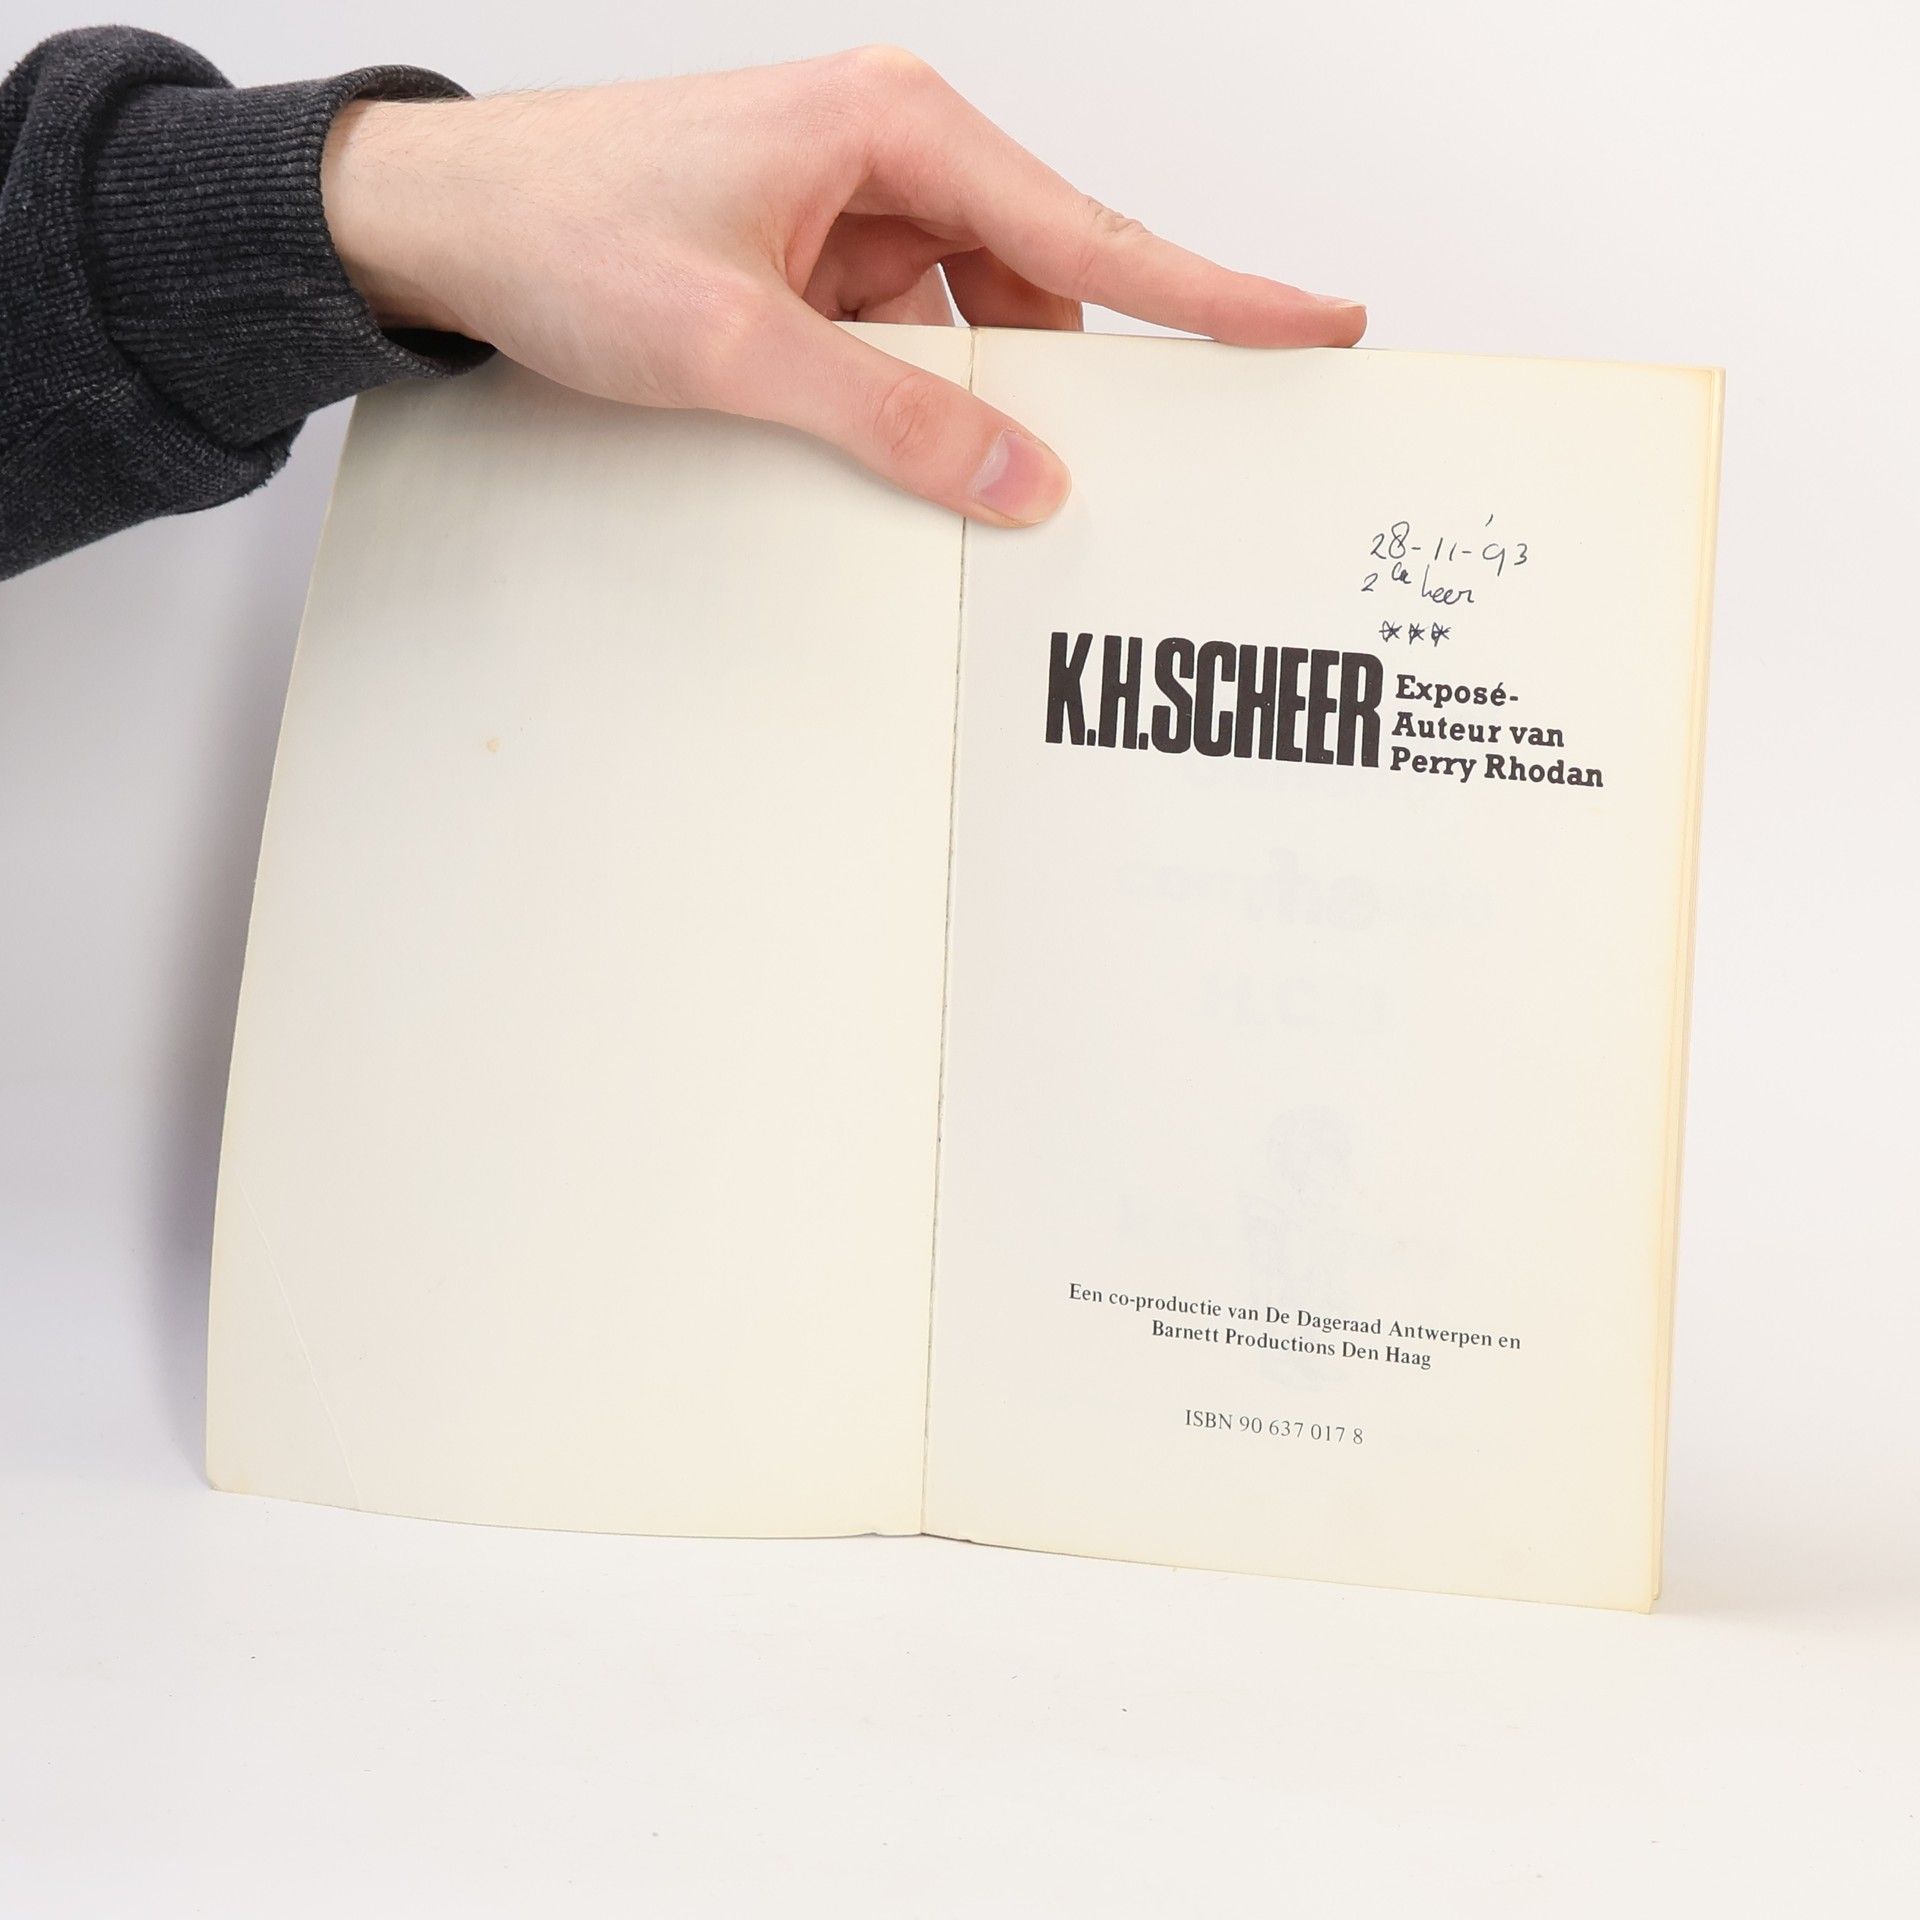 28-11-'93
2de keer
***
K.H.SCHEER
Exposé-
Auteur van
Perry Rhodan
Een co-productie van De Dageraad Antwerpen en
Barnett Productions Den Haag
ISBN 90 637 017 8